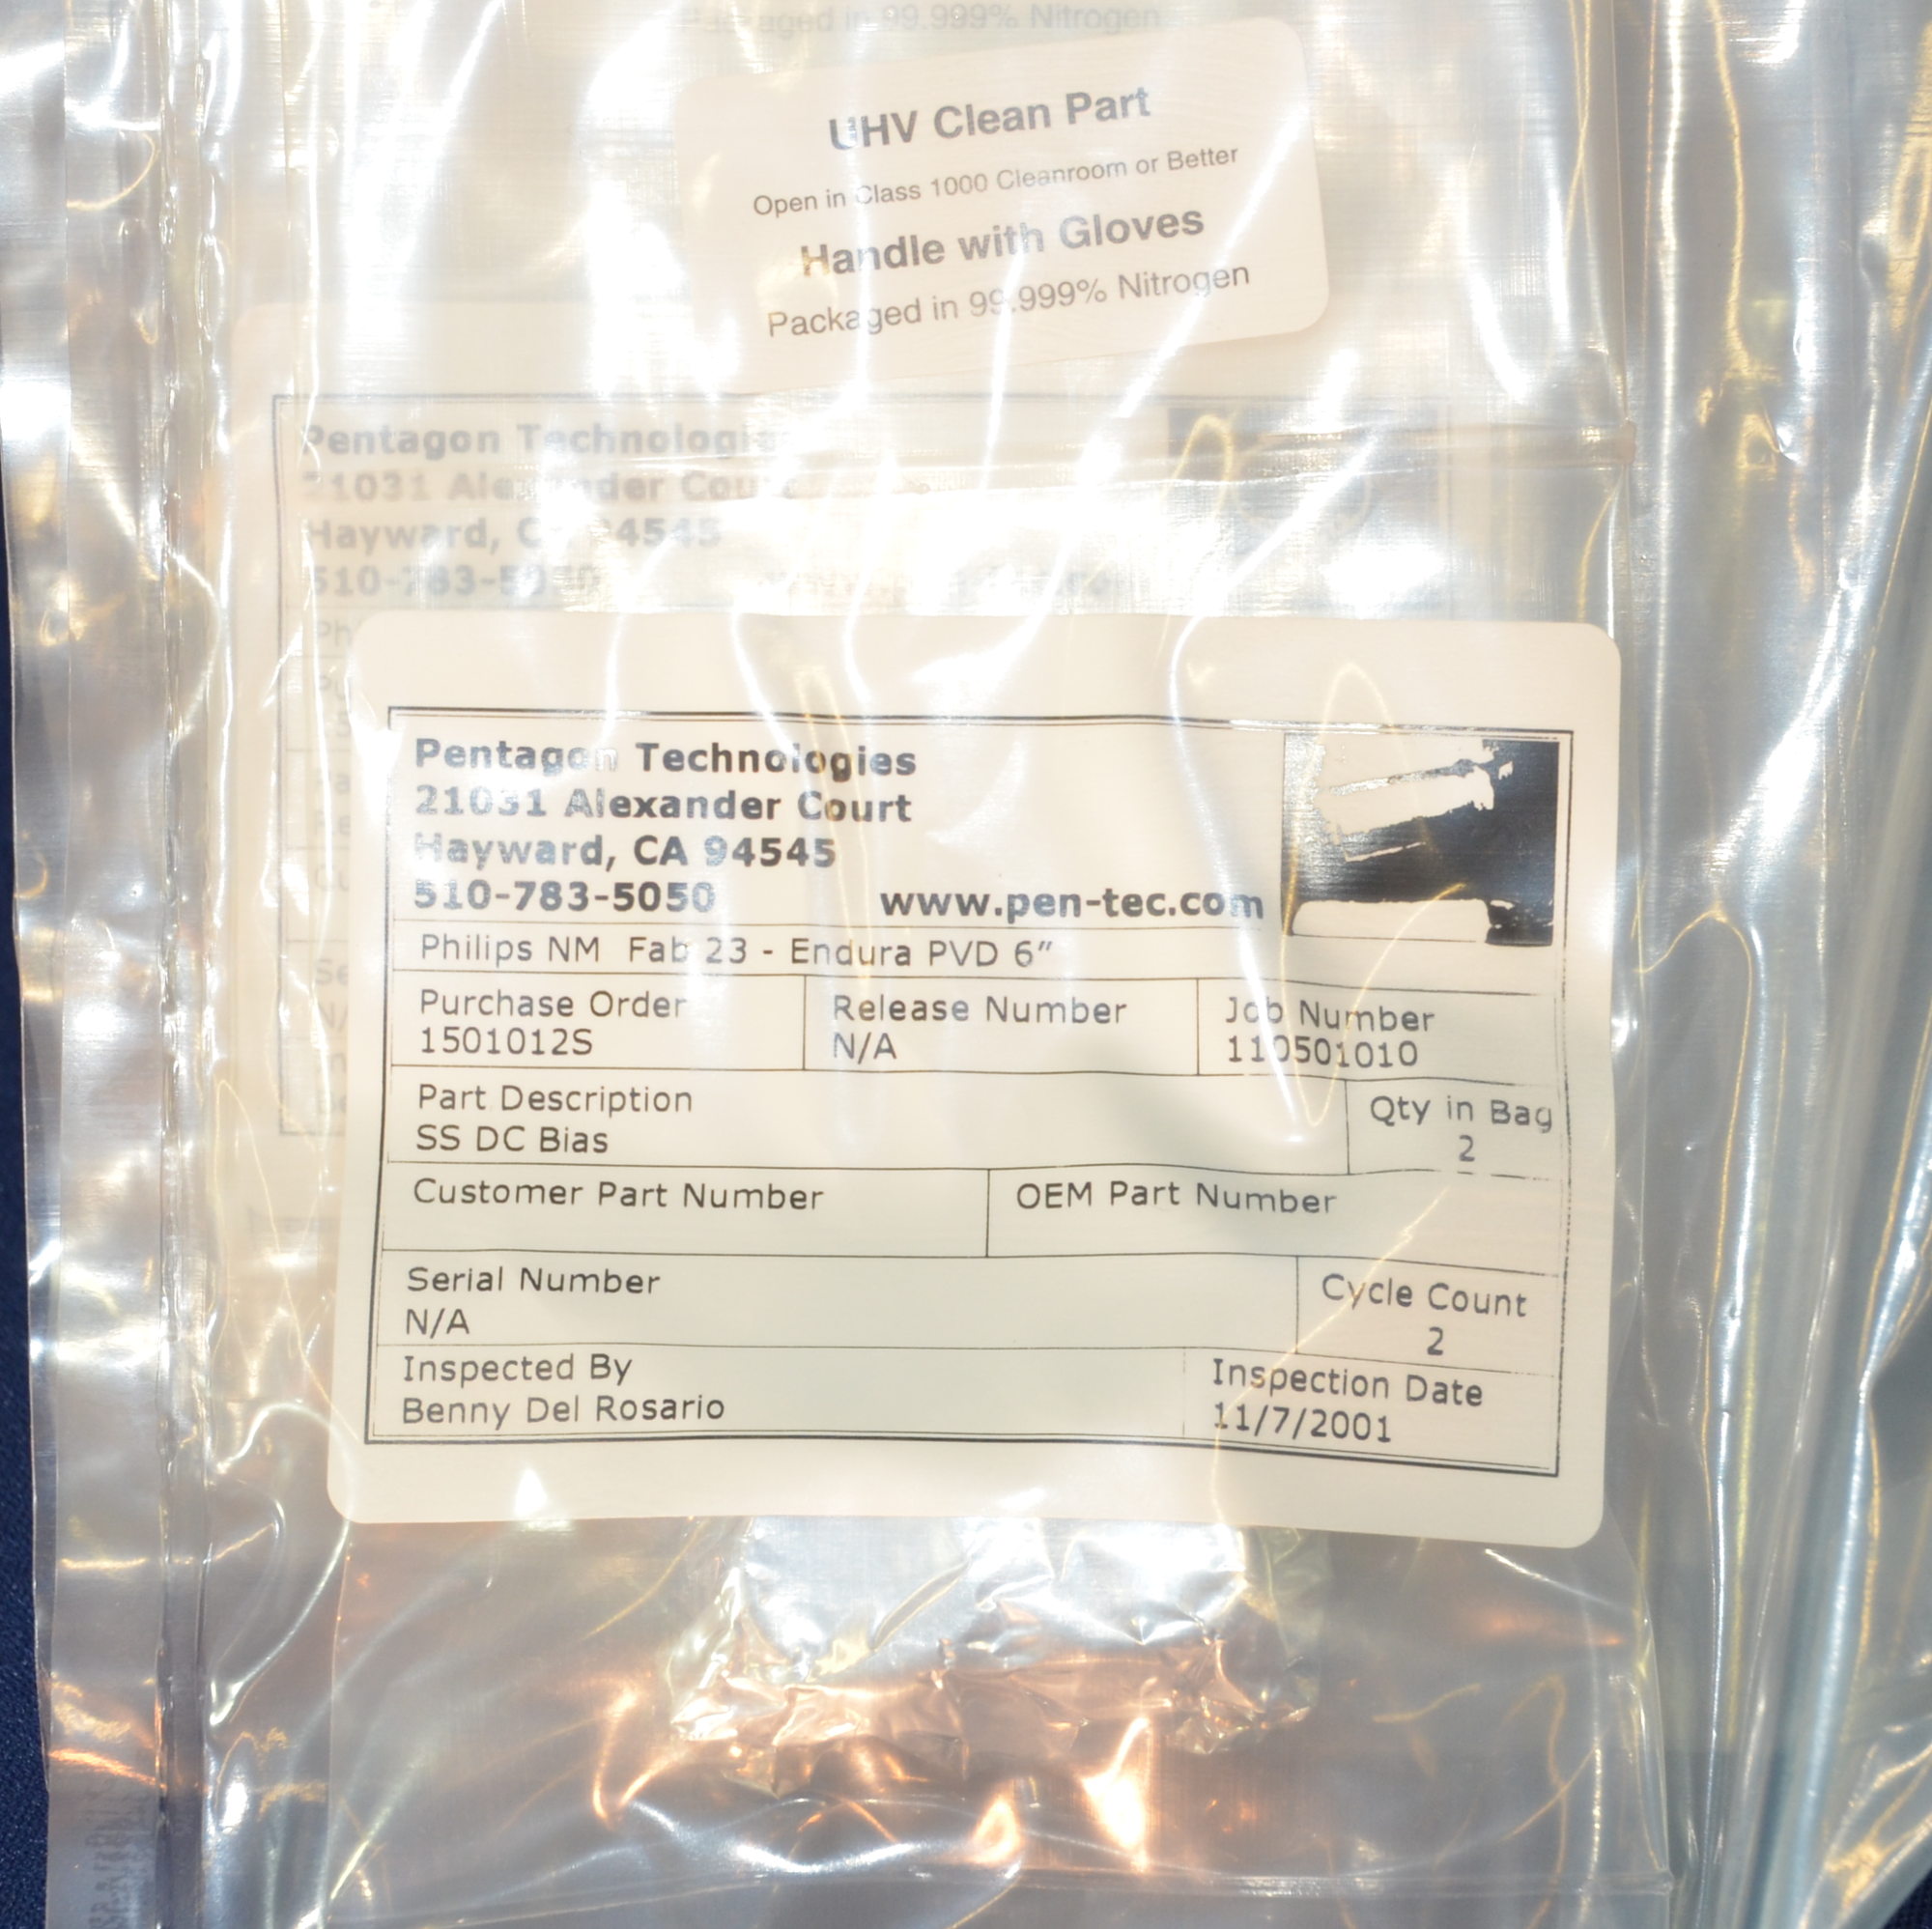 Packaged in 99.999% Nitrogen
UHV Clean Part
Open in Class 1000 Cleanroom or Better
Handle with Gloves
Packaged in 99.999% Nitrogen
Pentagon Technologies
21031 Alexander Court
Hayward, CA 94545
510-783-5050
Pentagon Technologies
21031 Alexander Court
Hayward, CA 94545
510-783-5050 www.pen-tec.com
Philips NM Fab 23 - Endura PVD 6”
Purchase Order Release Number Job Number
1501012S N/A 110501010
Part Description Qty in Bag
SS DC Bias 2
Customer Part Number OEM Part Number
Serial Number Cycle Count
N/A 2
Inspected By Inspection Date
Benny Del Rosario 11/7/2001